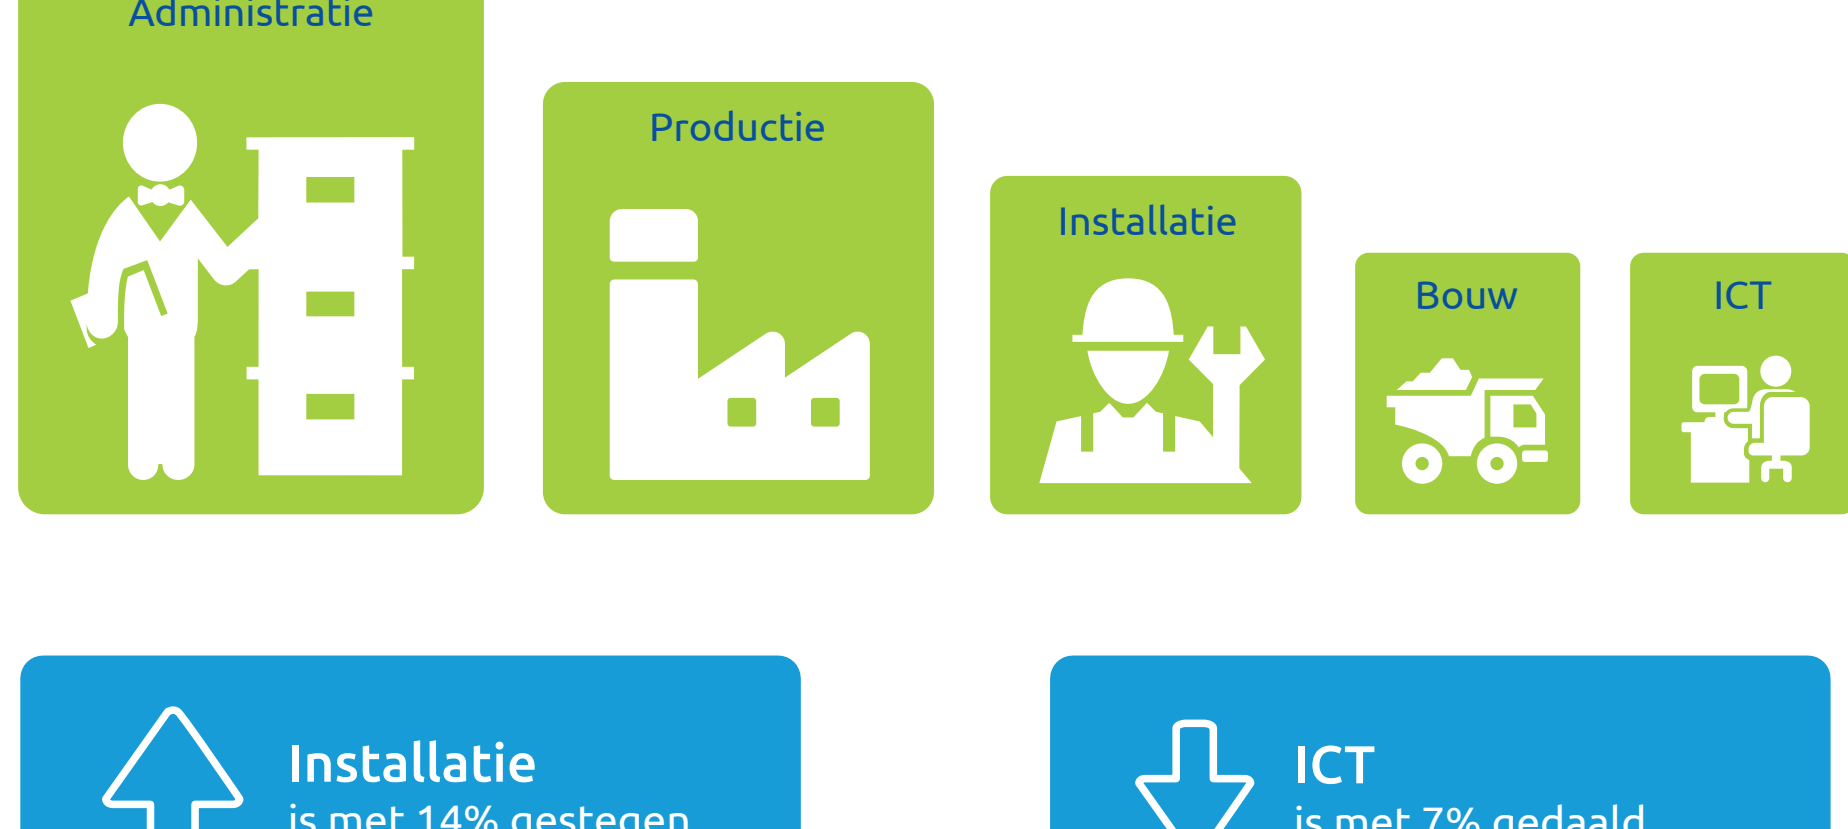 Administratie
Productie
Installatie
Bouw
ICT
Installatie
is met 14% gestegen
ICT
is met 7% gedaald